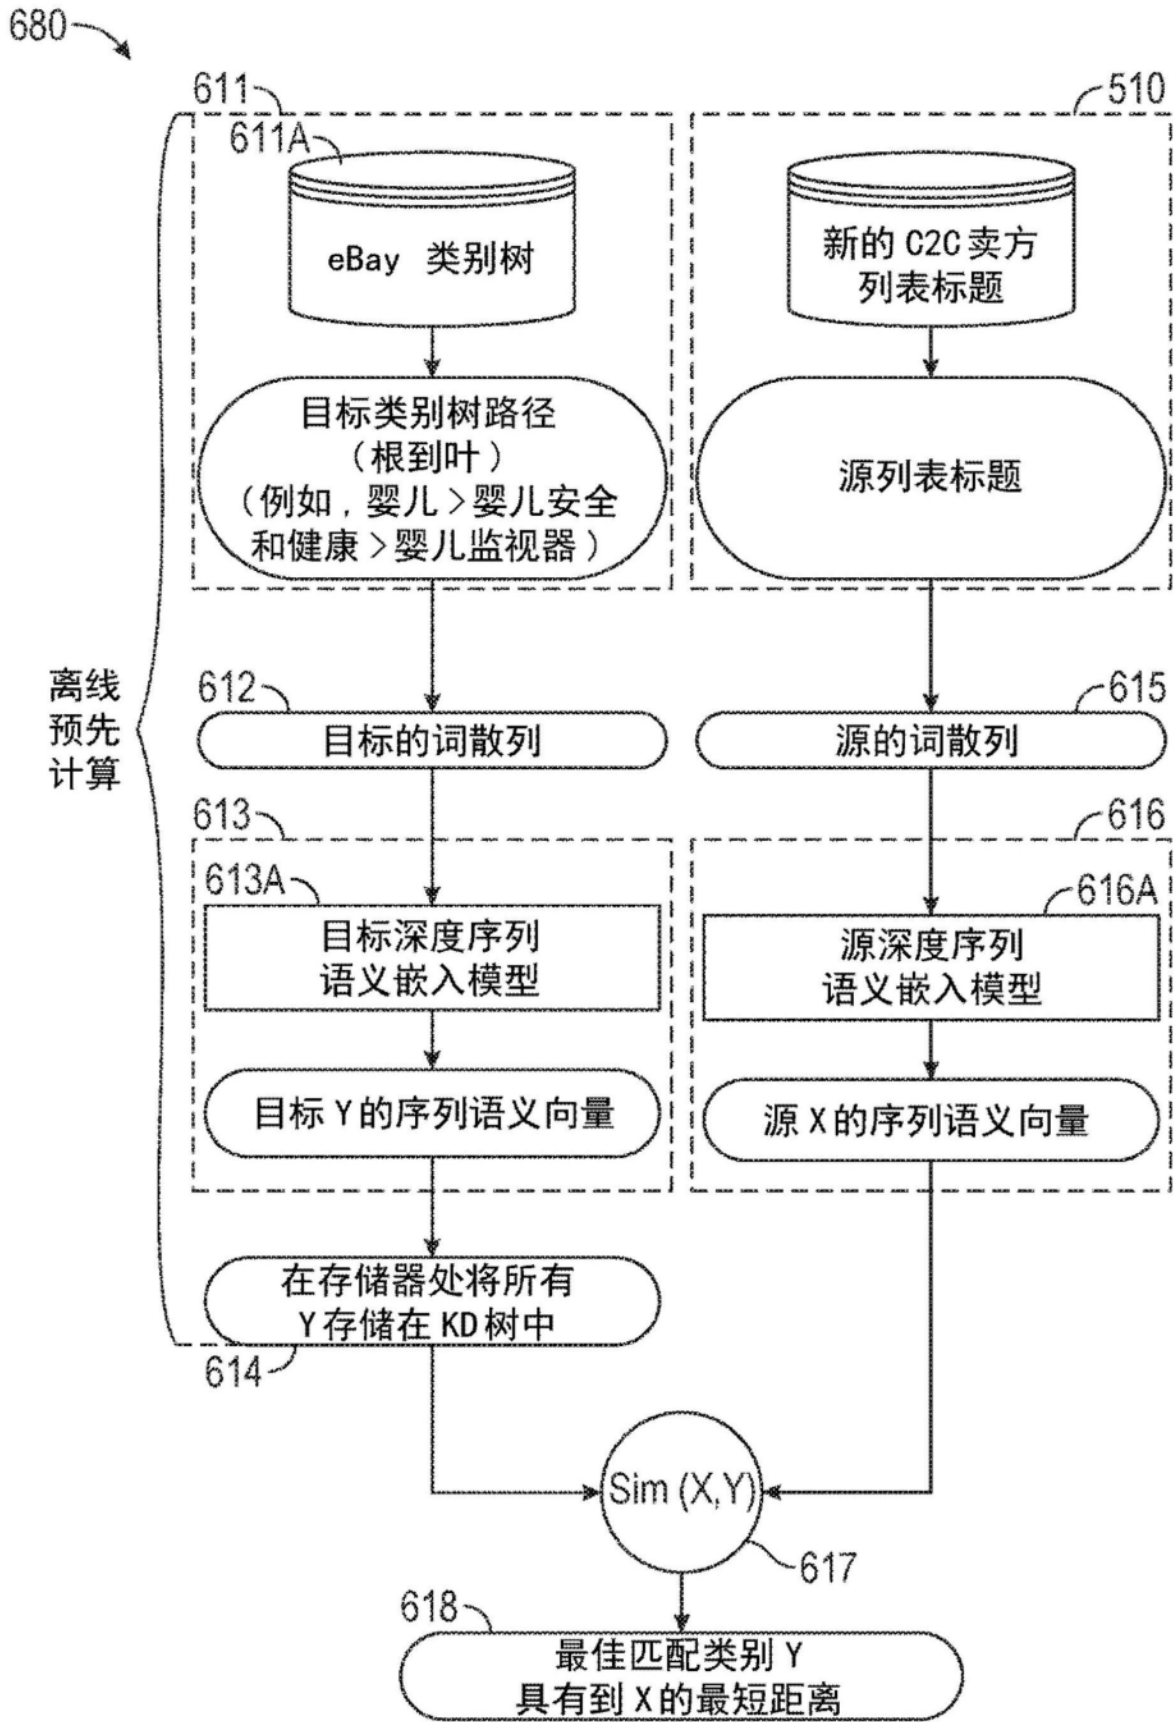 680
611
510
611A
eBay 类别树
新的 C2C 卖方
列表标题
目标类别树路径
（根到叶）
（例如，婴儿>婴儿安全
和健康>婴儿监视器）
源列表标题
离线
预先
计算
612
目标的词散列
615
源的词散列
613
613A
目标深度序列
语义嵌入模型
目标 Y 的序列语义向量
616
616A
源深度序列
语义嵌入模型
源 X 的序列语义向量
在存储器处将所有
Y 存储在 KD 树中
614
Sim (X,Y)
617
618
最佳匹配类别 Y
具有到 X 的最短距离